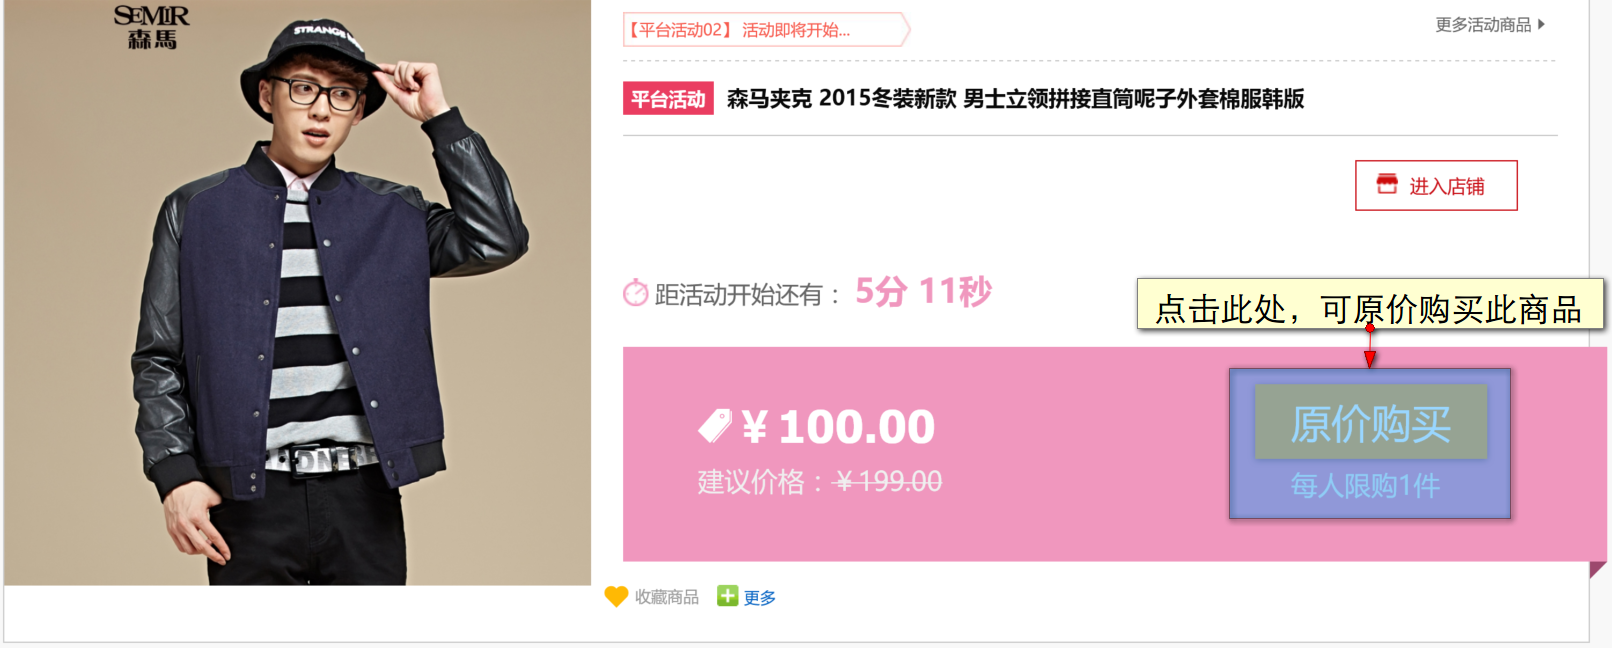 SEMIR
森馬
STRANGE
【平台活动02】 活动即将开始...
更多活动商品
平台活动 森马夹克 2015冬装新款 男士立领拼接直筒呢子外套棉服韩版
进入店铺
距活动开始还有： 5分 11秒
点击此处，可原价购买此商品
¥ 100.00
原价购买
建议价格：¥199.00
每人限购1件
收藏商品 更多